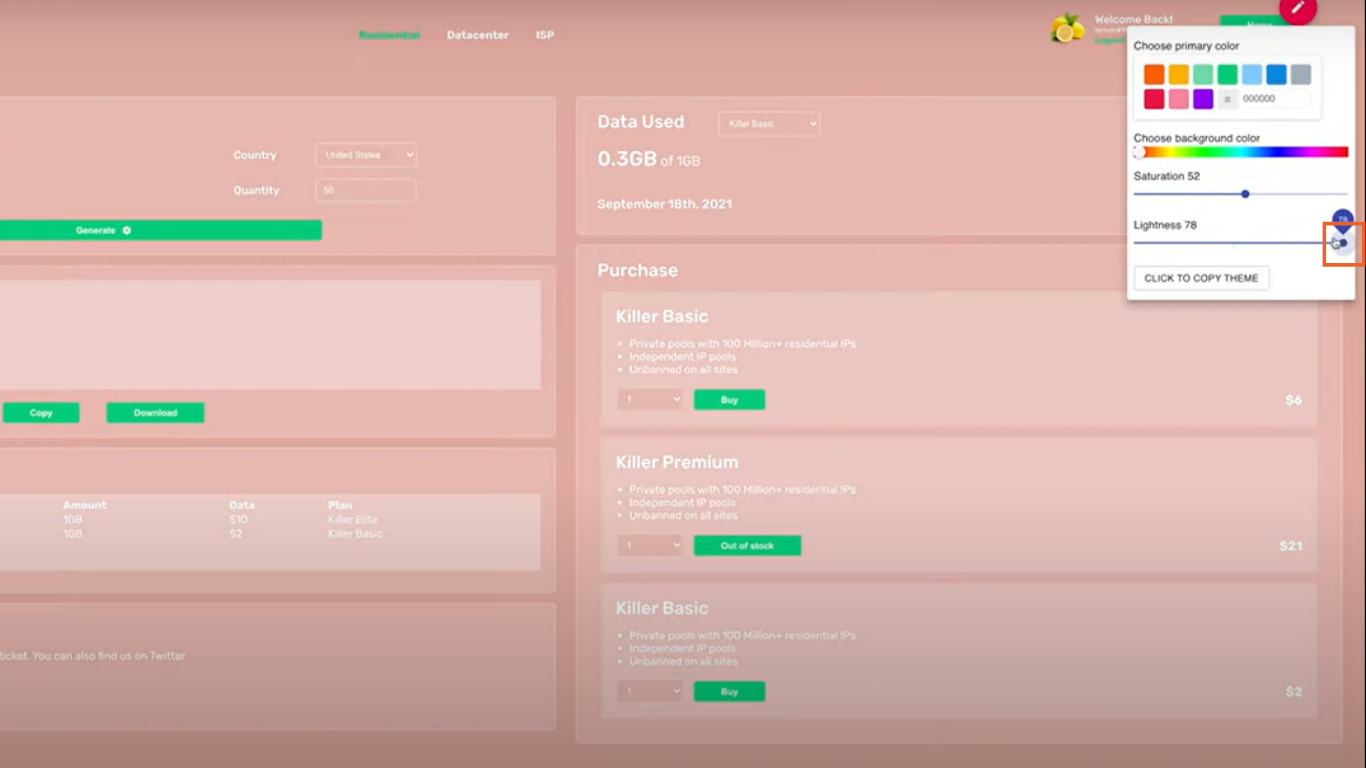 Residential Datacenter ISP
Welcome Back!
Logout
Home
Choose primary color
# 000000
Choose background color
Saturation 52
Lightness 78
78
CLICK TO COPY THEME
Country United States
Quantity 50
Generate
Copy Download
Amount Data Plan
1GB $10 Killer Elite
1GB $2 Killer Basic
ticket. You can also find us on Twitter
Data Used Killer Basic
0.3GB of 1GB
September 18th, 2021
Purchase
Killer Basic
• Private pools with 100 Million+ residential IPs
• Independent IP pools
• Unbanned on all sites
1 Buy $6
Killer Premium
• Private pools with 100 Million+ residential IPs
• Independent IP pools
• Unbanned on all sites
1 Out of stock $21
Killer Basic
• Private pools with 100 Million+ residential IPs
• Independent IP pools
• Unbanned on all sites
1 Buy $2